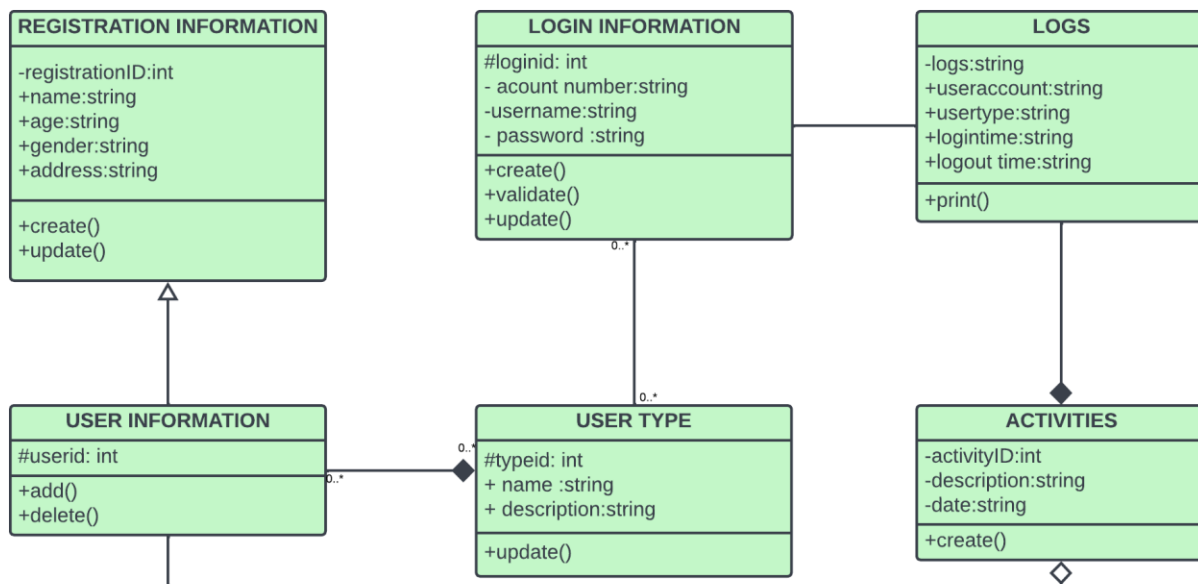 REGISTRATION INFORMATION
-registrationID:int
+name:string
+age:string
+gender:string
+address:string
+create()
+update()
LOGIN INFORMATION
#loginid: int
- acount number:string
-username:string
- password :string
+create()
+validate()
+update()
0..*
LOGS
-logs:string
+useraccount:string
+usertype:string
+logintime:string
+logout time:string
+print()
USER INFORMATION
#userid: int
+add()
+delete()
0..*
0..*
0..*
USER TYPE
#typeid: int
+ name :string
+ description:string
+update()
ACTIVITIES
-activityID:int
-description:string
-date:string
+create()